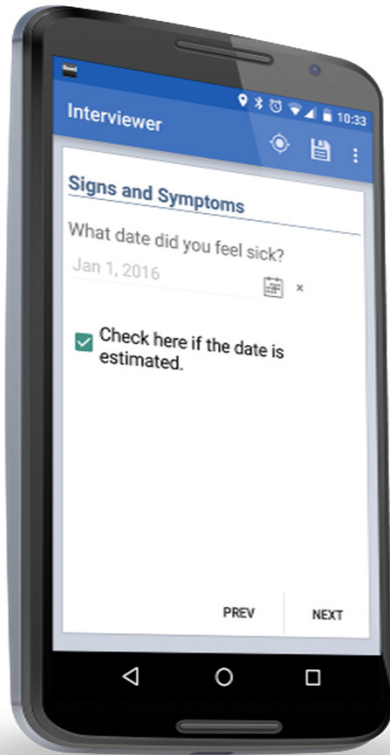 10:33
Interviewer
Signs and Symptoms
What date did you feel sick?
Jan 1, 2016
Check here if the date is
estimated.
PREV NEXT